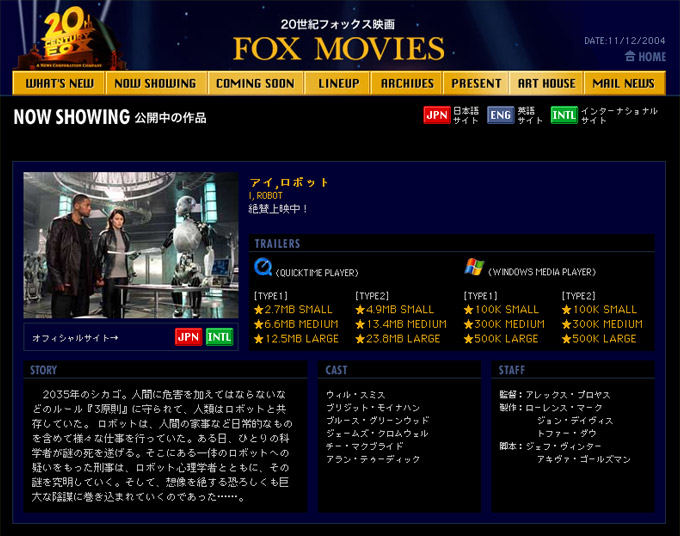 20TH
CENTURY
FOX
A NEWS CORPORATION COMPANY
20世紀フォックス映画
FOX MOVIES
DATE:11/12/2004
HOME
WHAT'S NEW
NOW SHOWING
COMING SOON
LINEUP
ARCHIVES
PRESENT
ART HOUSE
MAIL NEWS
NOW SHOWING 公開中の作品
JPN 日本語サイト
ENG 英語サイト
INTL インターナショナルサイト
アイ,ロボット
I, ROBOT
絶賛上映中！
TRAILERS
(QUICKTIME PLAYER)
(WINDOWS MEDIA PLAYER)
[TYPE1] [TYPE2] [TYPE1] [TYPE2]
★2.7MB SMALL ★4.9MB SMALL ★100K SMALL ★100K SMALL
★6.6MB MEDIUM ★13.4MB MEDIUM ★300K MEDIUM ★300K MEDIUM
★12.5MB LARGE ★23.8MB LARGE ★500K LARGE ★500K LARGE
オフィシャルサイト→ JPN INTL
STORY
2035年のシカゴ。人間に危害を加えてはならないな
どのルール『3原則』に守られて、人類はロボットと共
存していた。 ロボットは、人間の家事など日常的なもの
を含めて様々な仕事を行っていた。ある日、ひとりの科
学者が謎の死を遂げる。そこにある一体のロボットへの
疑いをもった刑事は、ロボット心理学者とともに、その
謎を究明していく。そして、想像を絶する恐ろしくも巨
大な陰謀に巻き込まれていくのであった……。
CAST
ウィル・スミス
ブリジット・モイナハン
ブルース・グリーンウッド
ジェームズ・クロムウェル
チー・マクブライド
アラン・テゥーディック
STAFF
監督：アレックス・プロヤス
製作：ローレンス・マーク
ジョン・デイヴィス
トファー・ダウ
脚本：ジェフ・ヴィンター
アキヴァ・ゴールズマン